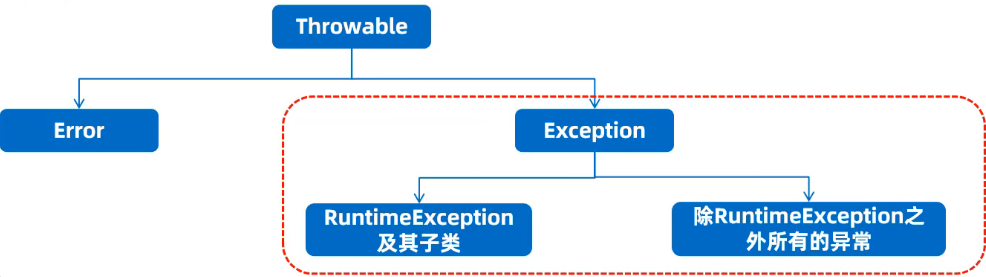 Throwable
Error
Exception
RuntimeException
及其子类
除RuntimeException之
外所有的异常